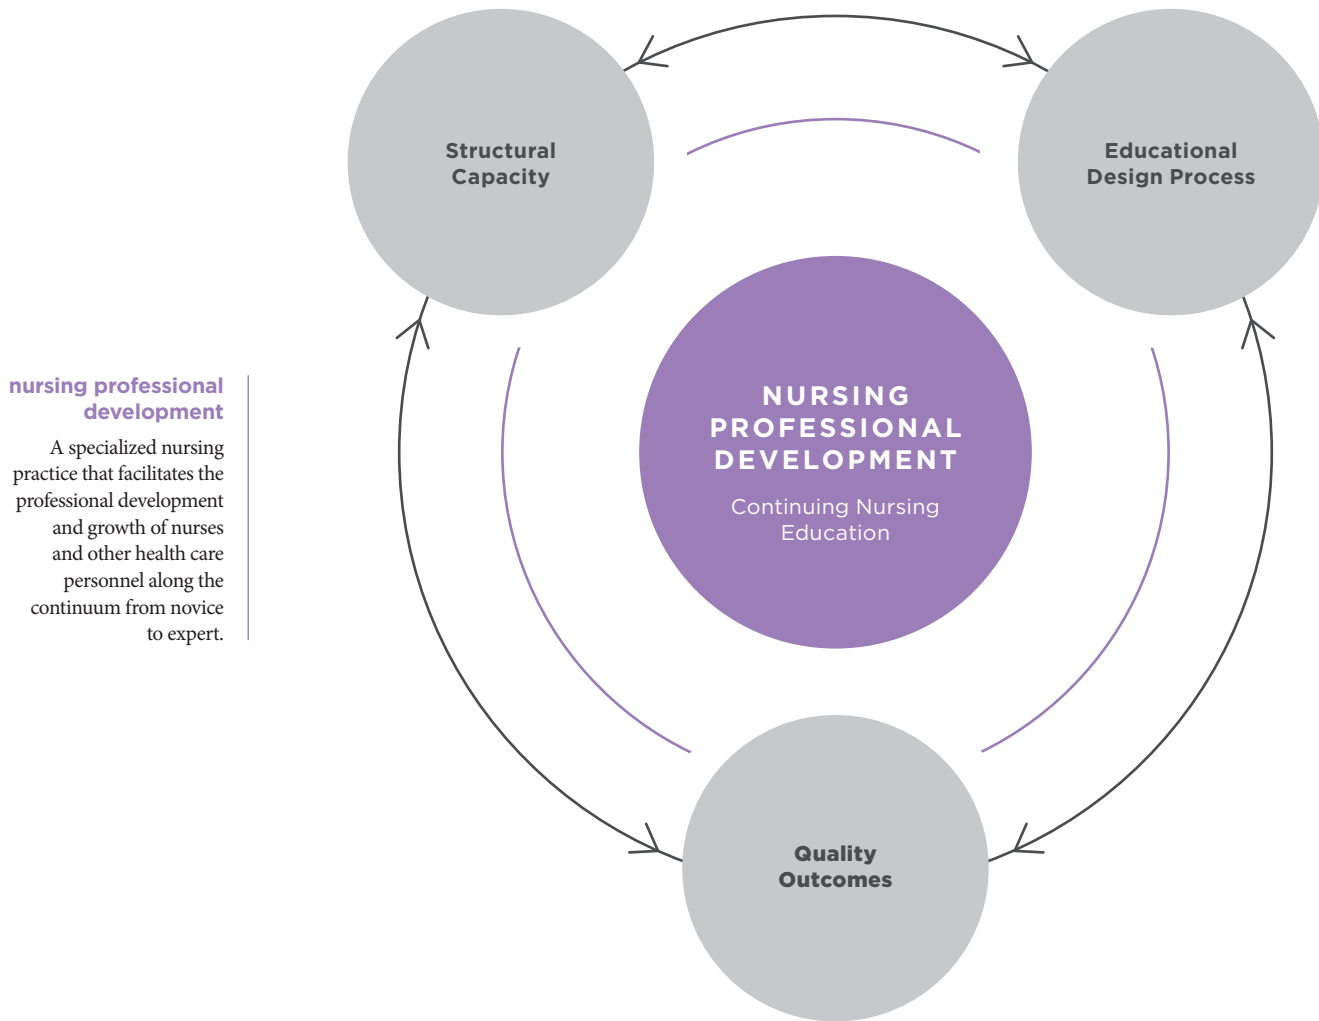 Structural
Capacity
Educational
Design Process
nursing professional
development
A specialized nursing
practice that facilitates the
professional development
and growth of nurses
and other health care
personnel along the
continuum from novice
to expert.
NURSING
PROFESSIONAL
DEVELOPMENT
Continuing Nursing
Education
Quality
Outcomes